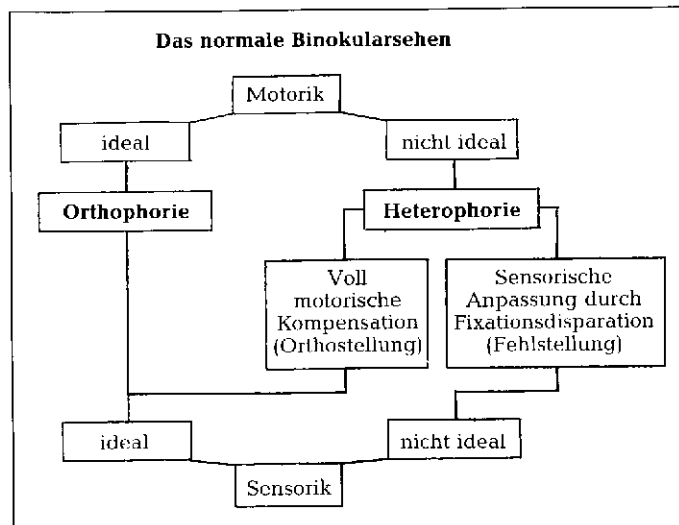 Das normale Binokularsehen
Motorik
ideal
nicht ideal
Orthophorie
Heterophorie
Voll
motorische
Kompensation
(Orthostellung)
Sensorische
Anpassung durch
Fixationsdisparation
(Fehlstellung)
ideal
nicht ideal
Sensorik